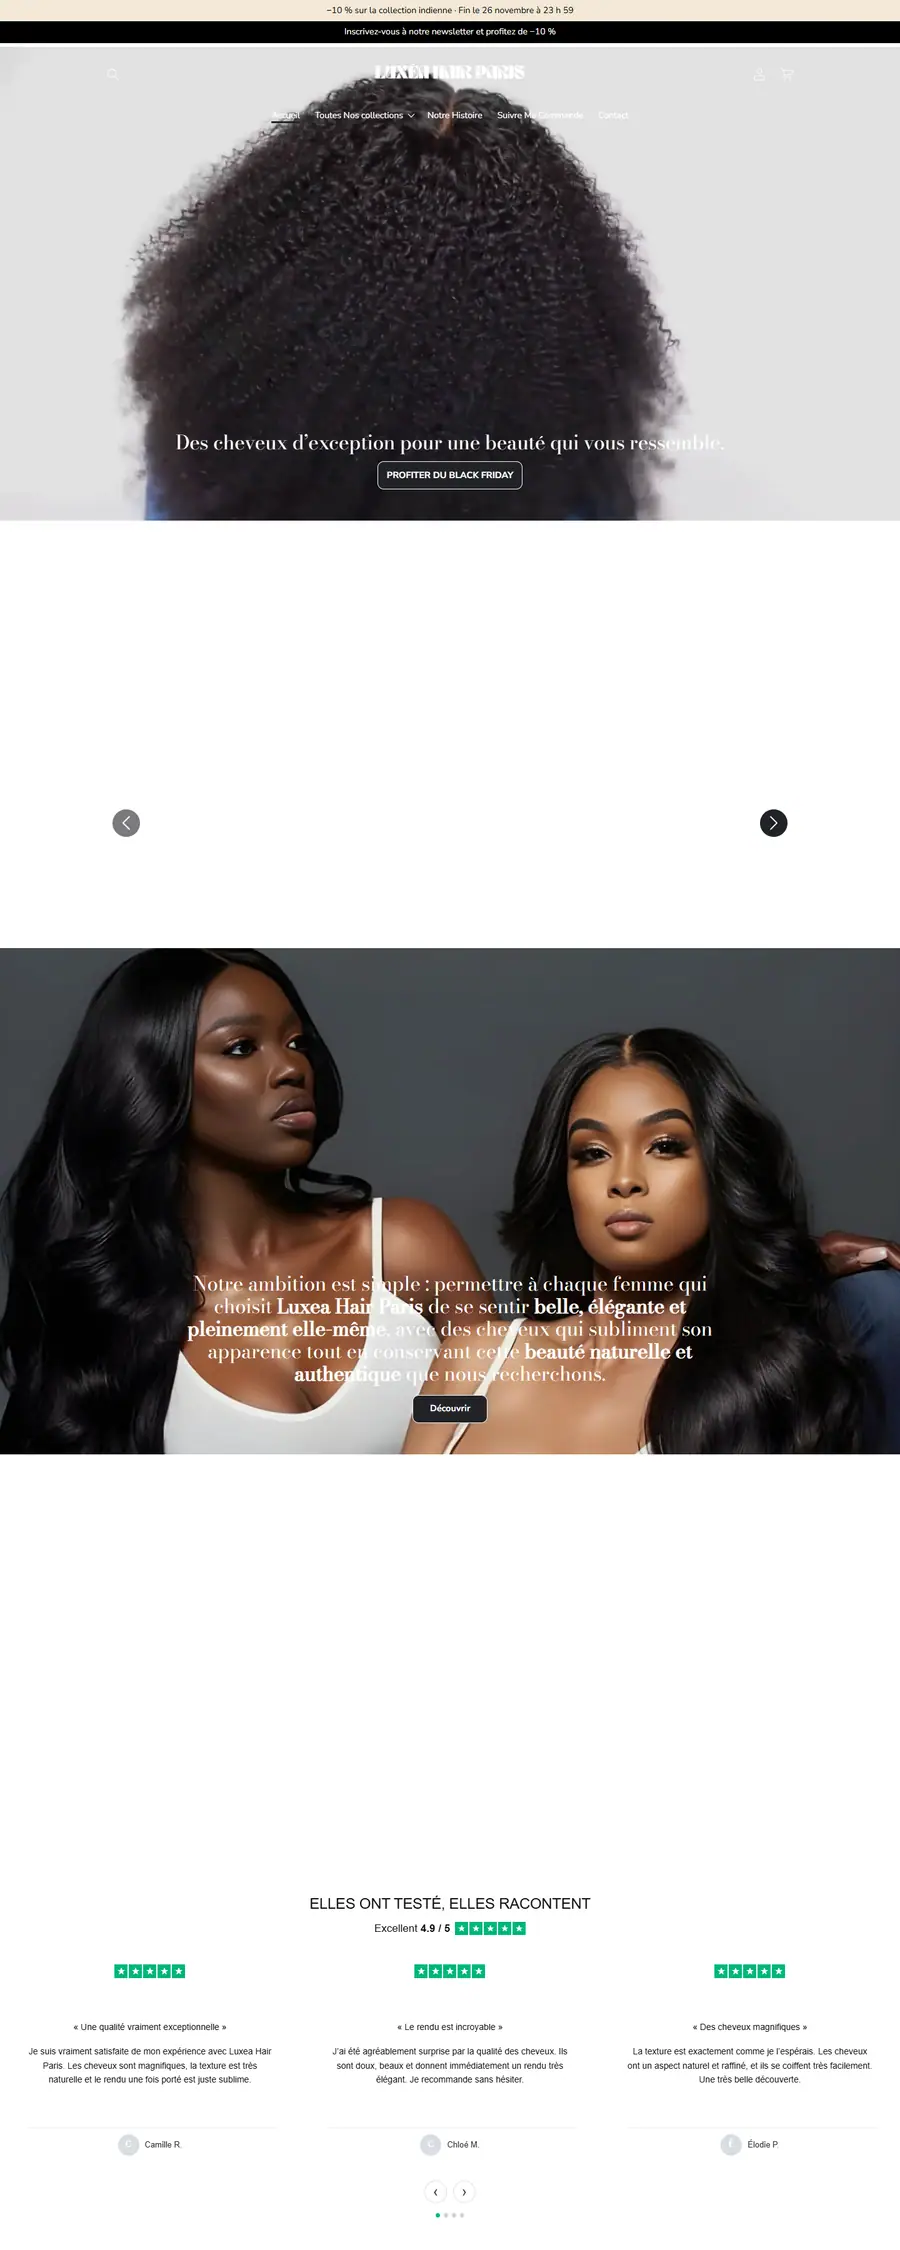 −10 % sur la collection indienne · Fin le 26 novembre à 23 h 59
Inscrivez-vous à notre newsletter et profitez de −10 %
LUXÉA HAIR PARIS
Accueil
Toutes Nos collections
Notre Histoire
Suivre Ma Commande
Contact
Des cheveux d’exception pour une beauté qui vous ressemble.
PROFITER DU BLACK FRIDAY
Notre ambition est simple : permettre à chaque femme qui
choisit Luxea Hair Paris de se sentir belle, élégante et
pleinement elle-même, avec des cheveux qui subliment son
apparence tout en conservant cette beauté naturelle et
authentique que nous recherchons.
Découvrir
ELLES ONT TESTÉ, ELLES RACONTENT
Excellent 4.9 / 5
« Une qualité vraiment exceptionnelle »
Je suis vraiment satisfaite de mon expérience avec Luxea Hair
Paris. Les cheveux sont magnifiques, la texture est très
naturelle et le rendu une fois porté est juste sublime.
C
Camille R.
« Le rendu est incroyable »
J’ai été agréablement surprise par la qualité des cheveux. Ils
sont doux, beaux et donnent immédiatement un rendu très
élégant. Je recommande sans hésiter.
C
Chloé M.
« Des cheveux magnifiques »
La texture est exactement comme je l’espérais. Les cheveux
ont un aspect naturel et raffiné, et ils se coiffent très facilement.
Une très belle découverte.
É
Élodie P.